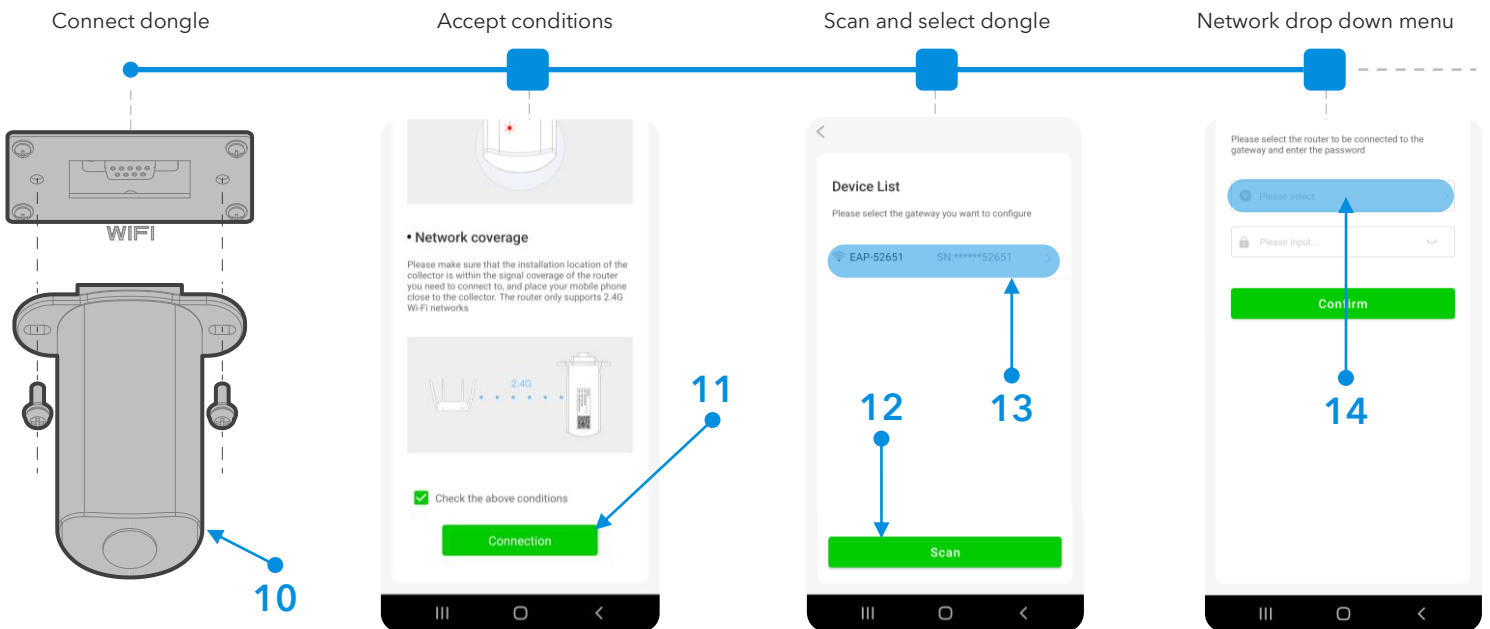 Connect dongle
Accept conditions
Scan and select dongle
Network drop down menu
WIFI
10
• Network coverage
Please make sure that the installation location of the
collector is within the signal coverage of the router
you need to connect to, and place your mobile phone
close to the collector. The router only supports 2.4G
Wi-Fi networks
2.4G
Check the above conditions
Connection
11
Device List
Please select the gateway you want to configure
EAP-52651 SN:******52651
12
13
Scan
Please select the router to be connected to the
gateway and enter the password
Please select
Please Input...
Confirm
14